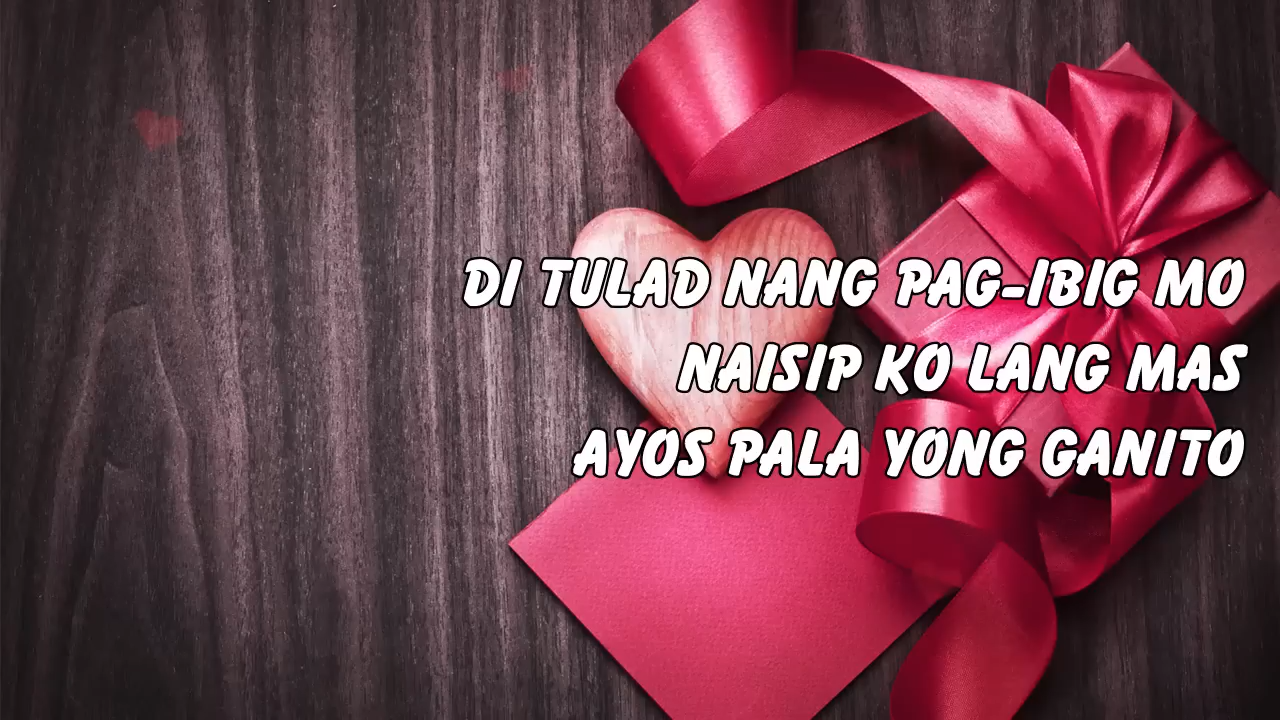 DI TULAD NANG PAG-IBIG MO
NAISIP KO LANG MAS
AYOS PALA YONG GANITO